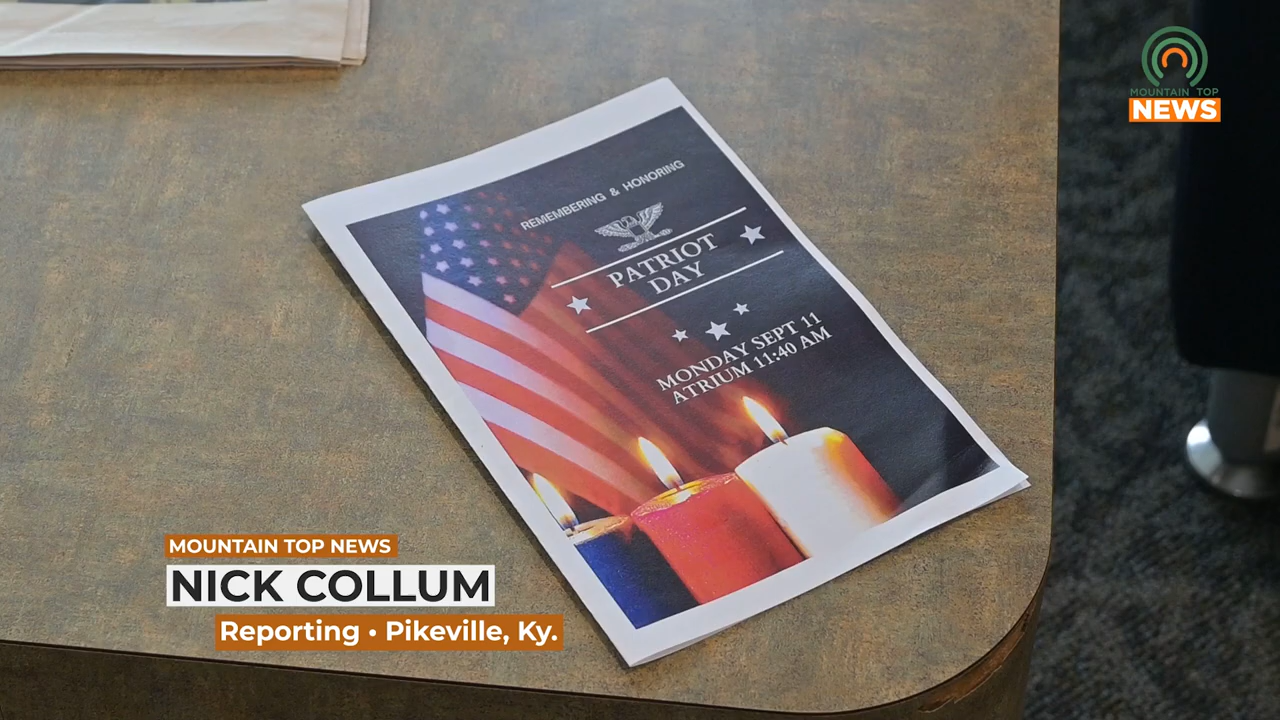 MOUNTAIN TOP
NEWS
REMEMBERING & HONORING
PATRIOT
DAY
MONDAY SEPT 11
ATRIUM 11:40 AM
MOUNTAIN TOP NEWS
NICK COLLUM
Reporting • Pikeville, Ky.